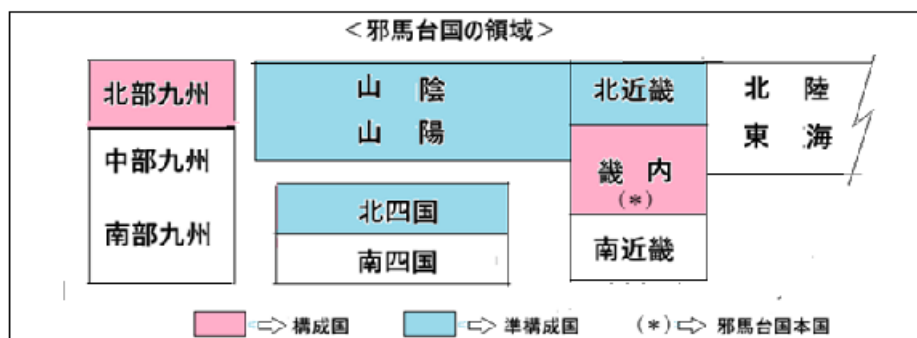 <邪馬台国の領域>
北部九州
中部九州
南部九州
山陰
山陽
北四国
南四国
北近畿
畿内
(*)
南近畿
北陸
東海
⇨ 構成国
⇨ 準構成国
(*) ⇨ 邪馬台国本国